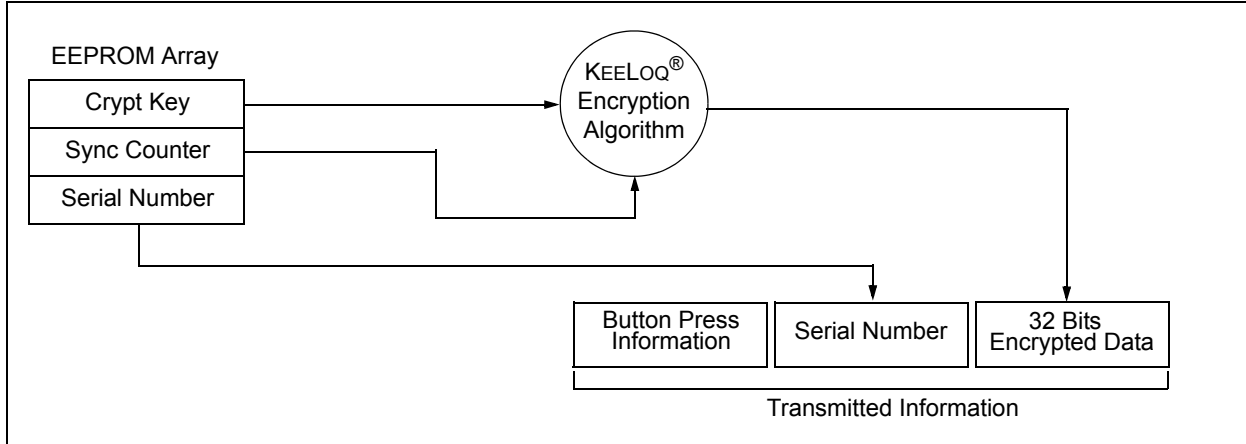 EEPROM Array
Crypt Key
Sync Counter
Serial Number
KEELOQ®
Encryption
Algorithm
Button Press
Information
Serial Number
32 Bits
Encrypted Data
Transmitted Information